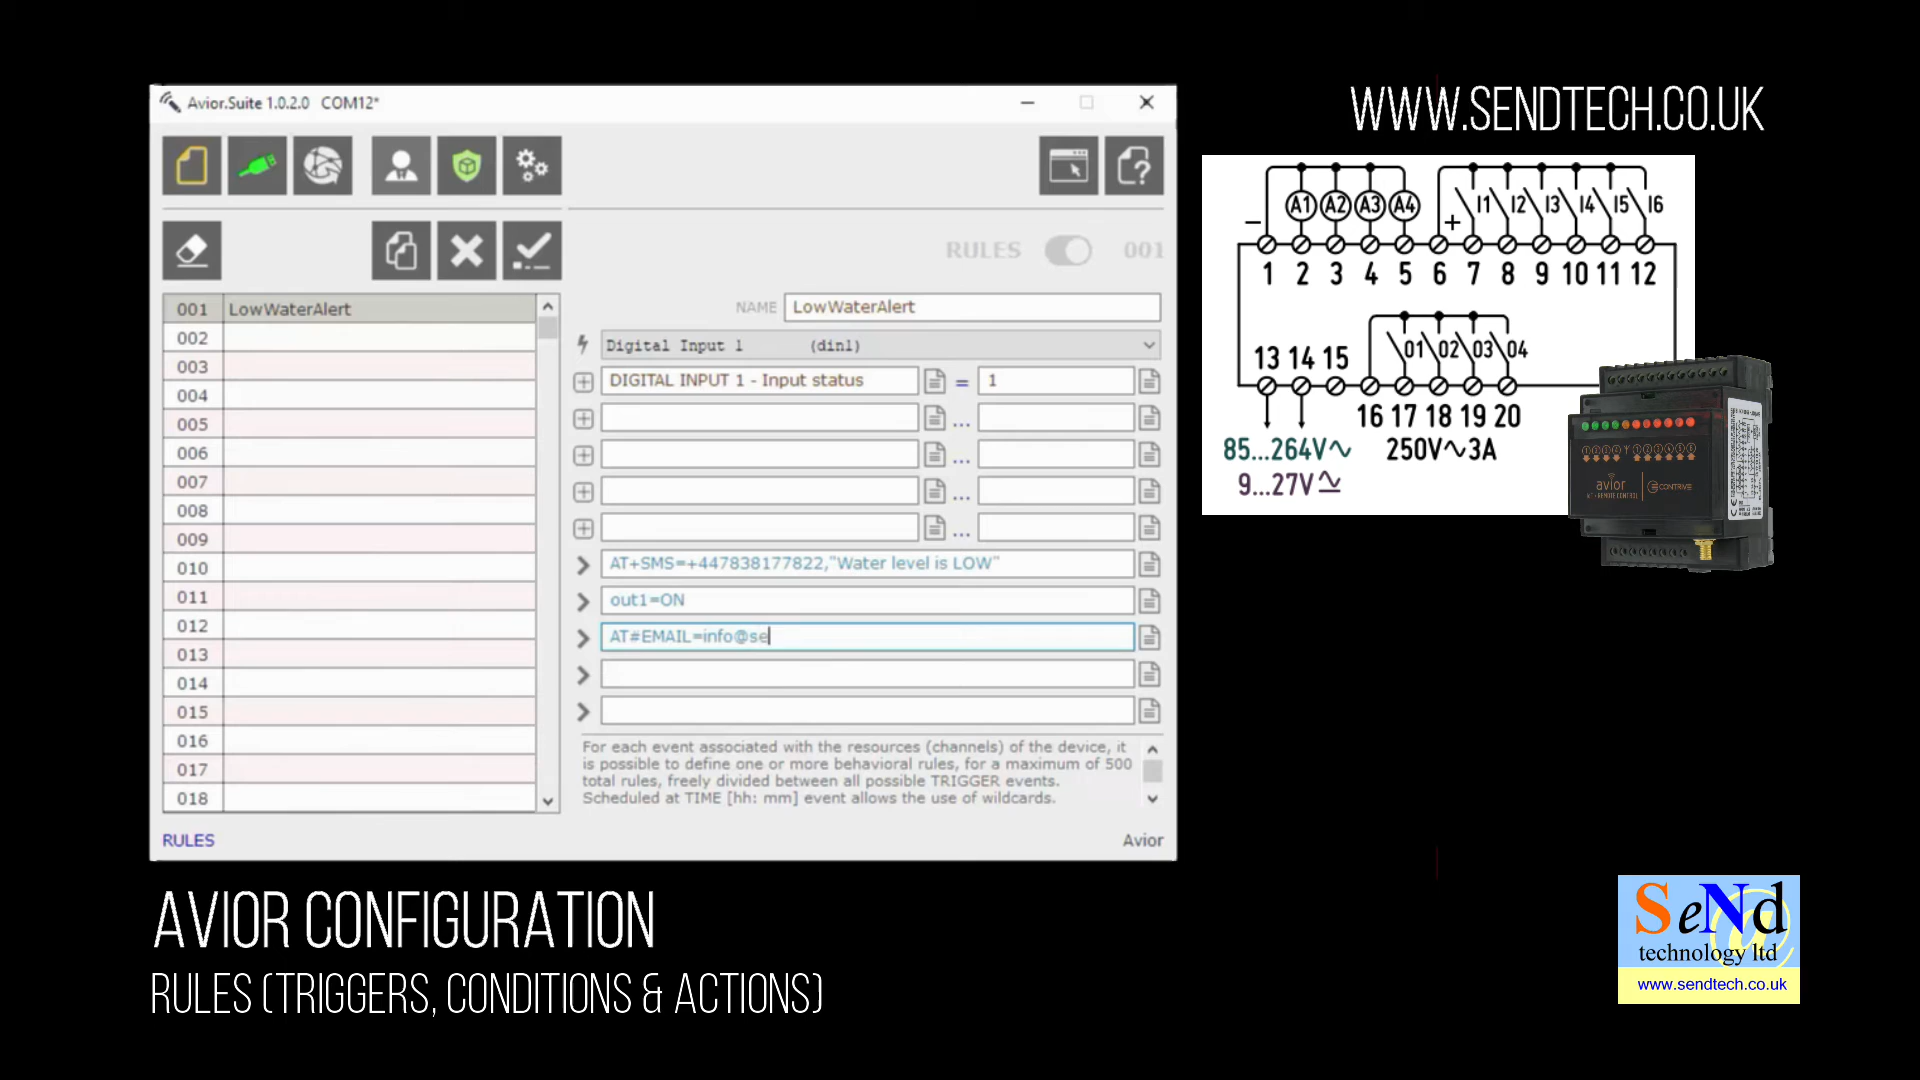 Avior.Suite 1.0.2.0 COM12*
WWW.SENDTECH.CO.UK
RULES 001
NAME LowWaterAlert
001 LowWaterAlert
002
003
004
005
006
007
008
009
010
011
012
013
014
015
016
017
018
Digital Input 1 (din1)
DIGITAL INPUT 1 - Input status = 1
...
...
...
...
AT+SMS=+447838177822,"Water level is LOW"
out1=ON
AT#EMAIL=info@se
For each event associated with the resources (channels) of the device, it
is possible to define one or more behavioral rules, for a maximum of 500
total rules, freely divided between all possible TRIGGER events.
Scheduled at TIME [hh: mm] event allows the use of wildcards.
RULES
Avior
A1 A2 A3 A4 I1 I2 I3 I4 I5 I6
− +
1 2 3 4 5 6 7 8 9 10 11 12
01 02 03 04
13 14 15
16 17 18 19 20
85...264V∿ 250V∿3A
9...27V
avior CONTRIVE
AVIOR CONFIGURATION
RULES (TRIGGERS, CONDITIONS & ACTIONS)
SeNd
technology ltd
www.sendtech.co.uk